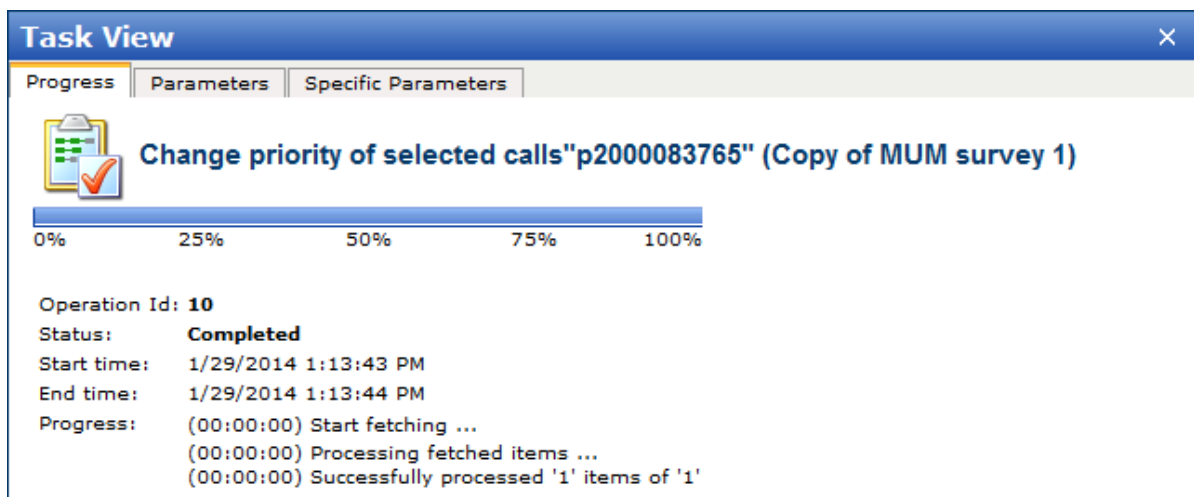 Task View
Progress Parameters Specific Parameters
Change priority of selected calls"p2000083765" (Copy of MUM survey 1)
0% 25% 50% 75% 100%
Operation Id: 10
Status: Completed
Start time: 1/29/2014 1:13:43 PM
End time: 1/29/2014 1:13:44 PM
Progress: (00:00:00) Start fetching ...
(00:00:00) Processing fetched items ...
(00:00:00) Successfully processed '1' items of '1'